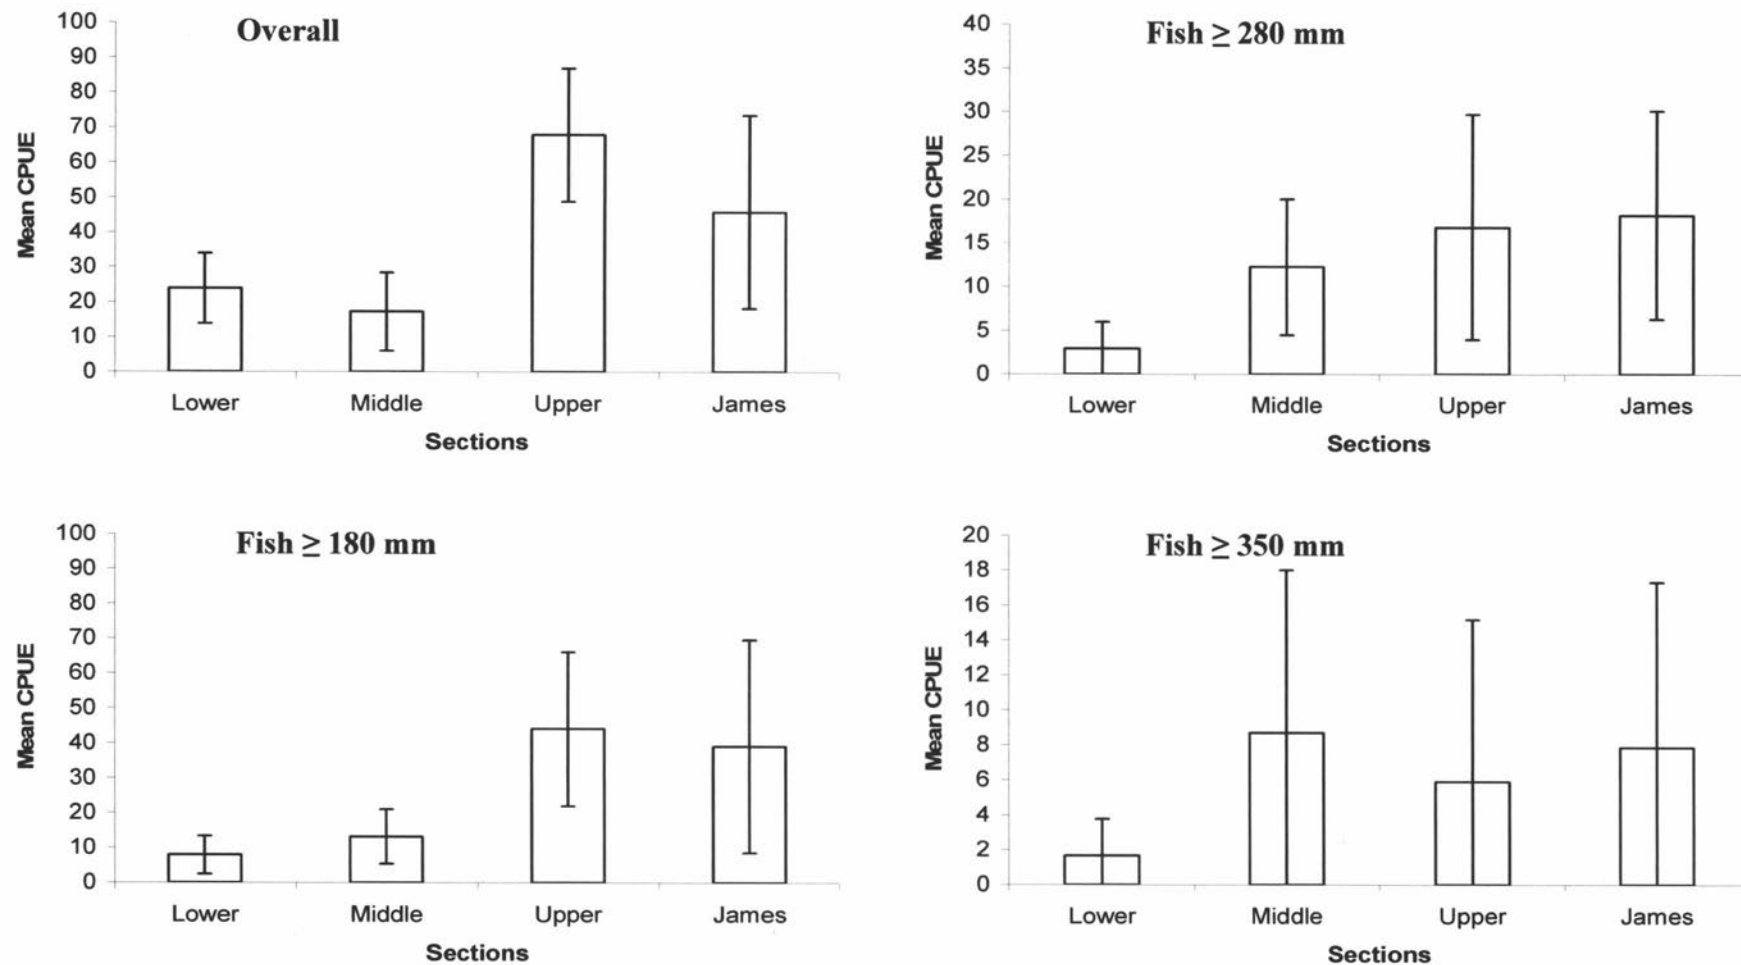 Overall
100
90
80
70
60
50
40
30
20
10
0
Mean CPUE
Lower Middle Upper James
Sections
Fish ≥ 280 mm
40
35
30
25
20
15
10
5
0
Mean CPUE
Lower Middle Upper James
Sections
Fish ≥ 180 mm
100
90
80
70
60
50
40
30
20
10
0
Mean CPUE
Lower Middle Upper James
Sections
Fish ≥ 350 mm
20
18
16
14
12
10
8
6
4
2
0
Mean CPUE
Lower Middle Upper James
Sections